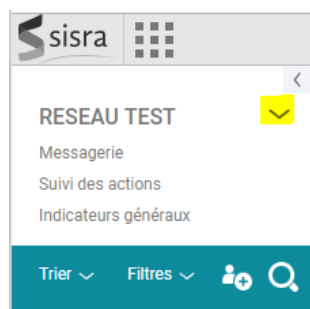 sisra
RESEAU TEST
Messagerie
Suivi des actions
Indicateurs généraux
Trier Filtres